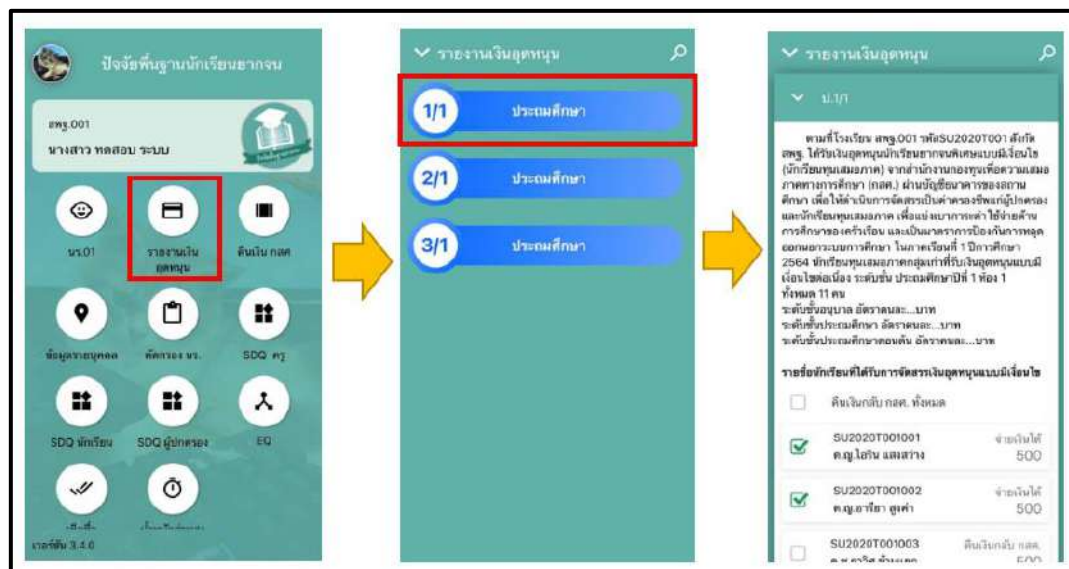 ปัจจัยพื้นฐานนักเรียนยากจน
สพฐ.001
นางสาว ทดสอบ ระบบ
นร.01
รายงานเงิน
อุดหนุน
คืนเงิน กสศ
ข้อมูลรายบุคคล
คัดกรอง นร.
SDQ ครู
SDQ นักเรียน
SDQ ผู้ปกครอง
EQ
เวอร์ชัน 3.4.0
รายงานเงินอุดหนุน
1/1
ประถมศึกษา
2/1
ประถมศึกษา
3/1
ประถมศึกษา
รายงานเงินอุดหนุน
ป.1/1
ตามที่โรงเรียน สพฐ.001 รหัสSU2020T001 สังกัด
สพฐ. ได้รับเงินอุดหนุนนักเรียนยากจนพิเศษแบบมีเงื่อนไข
(นักเรียนทุนเสมอภาค) จากสำนักงานกองทุนเพื่อความเสมอ
ภาคทางการศึกษา (กสศ.) ผ่านบัญชีธนาคารของสถาน
ศึกษา เพื่อให้ดำเนินการจัดสรรเป็นค่าครองชีพแก่ผู้ปกครอง
และนักเรียนทุนเสมอภาค เพื่อแบ่งเบาภาระค่าใช้จ่ายด้าน
การศึกษาของครัวเรือน และเป็นมาตราการป้องกันการหลุด
ออกนอกระบบการศึกษา ในภาคเรียนที่ 1 ปีการศึกษา
2564 นักเรียนทุนเสมอภาคกลุ่มเก่าที่รับเงินอุดหนุนแบบมี
เงื่อนไขต่อเนื่อง ระดับชั้น ประถมศึกษาปีที่ 1 ห้อง 1
ทั้งหมด 11 คน
ระดับชั้นอนุบาล อัตราคนละ...บาท
ระดับชั้นประถมศึกษา อัตราคนละ...บาท
ระดับชั้นประถมศึกษาตอนต้น อัตราคนละ...บาท
รายชื่อนักเรียนที่ได้รับการจัดสรรเงินอุดหนุนแบบมีเงื่อนไข
คืนเงินกลับ กสศ. ทั้งหมด
SU2020T001001
จ่ายเงินได้
ด.ญ.ไอริน แสงสว่าง
500
SU2020T001002
จ่ายเงินได้
ด.ญ.อารียา ภูเก้า
500
SU2020T001003
คืนเงินกลับ กสศ.
500